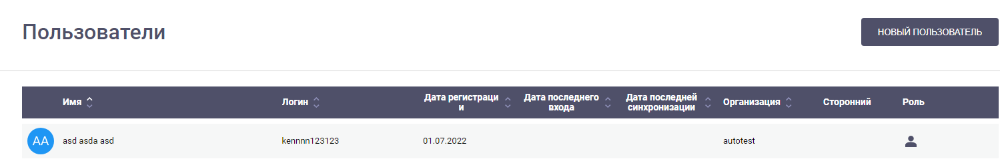 Пользователи
НОВЫЙ ПОЛЬЗОВАТЕЛЬ
Имя Логин Дата регистраци
и Дата последнего
входа Дата последней
синхронизации Организация Сторонний Роль
AA asd asda asd kennnn123123 01.07.2022 autotest